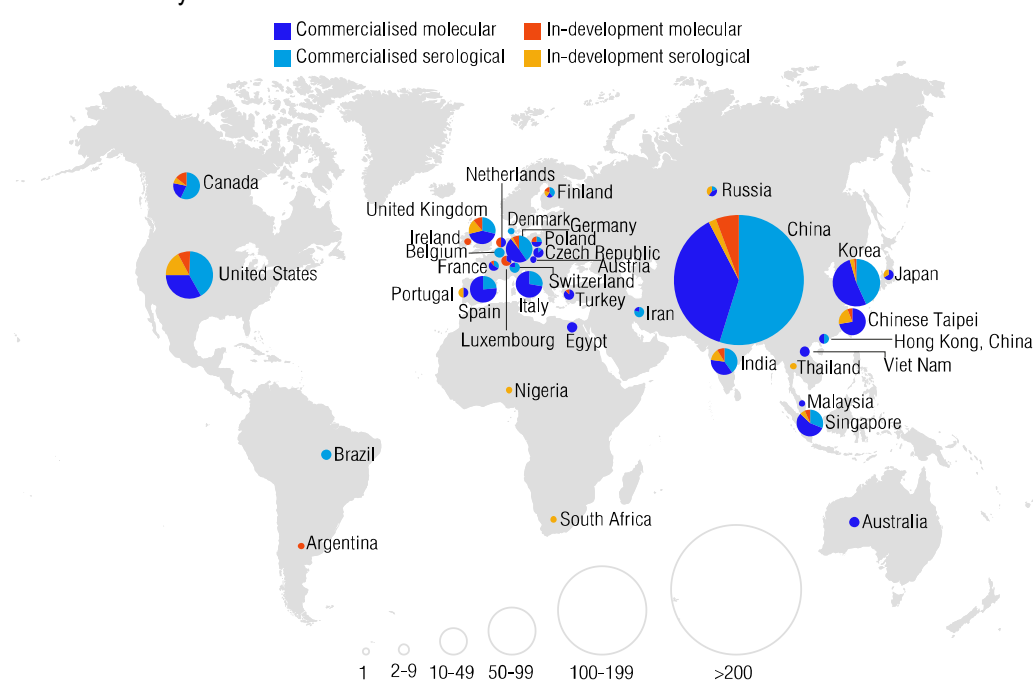 Commercialised molecular
In-development molecular
Commercialised serological
In-development serological
Netherlands
Canada
Finland
Russia
United Kingdom
Denmark
Germany
China
Ireland
Poland
Belgium
Czech Republic
Korea
France
Austria
United States
Japan
Switzerland
Portugal
Turkey
Spain
Italy
Iran
Chinese Taipei
Luxembourg
Egypt
Hong Kong, China
India
Thailand
Viet Nam
Nigeria
Malaysia
Singapore
Brazil
South Africa
Australia
Argentina
1
2-9
10-49
50-99
100-199
>200